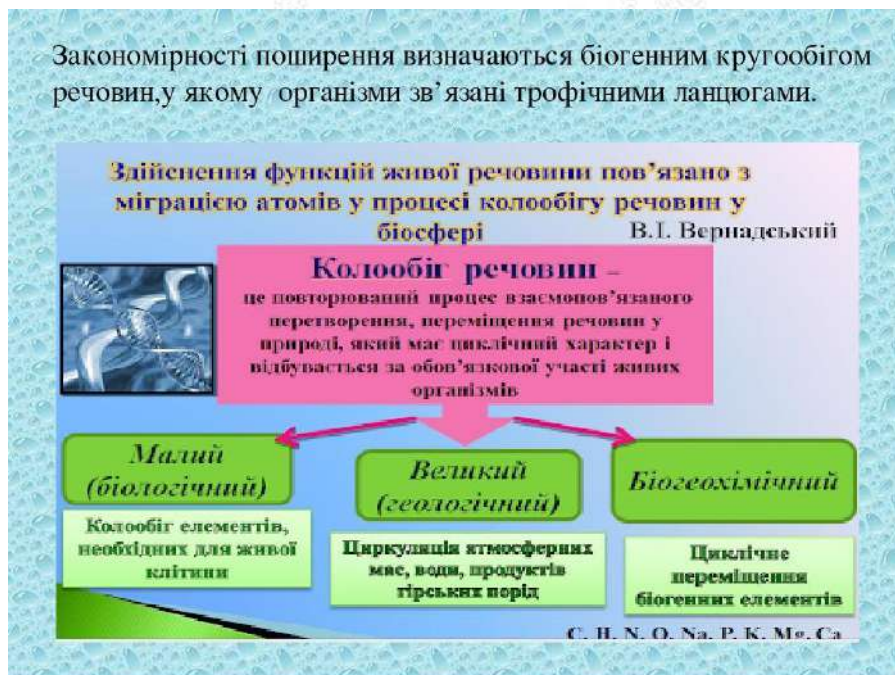 Закономірності поширення визначаються біогенним кругообігом
речовин,у якому організми зв’язані трофічними ланцюгами.
Здійснення функцій живої речовини пов’язано з
міграцією атомів у процесі колообігу речовин у
біосфері
В.І. Вернадський
Колообіг речовин –
це повторюваний процес взаємопов’язаного
перетворення, переміщення речовин у
природі, який має циклічний характер і
відбувається за обов’язкової участі живих
організмів
Малий
(біологічний)
Колообіг елементів,
необхідних для живої
клітини
Великий
(геологічний)
Циркуляція атмосферних
мас, води, продуктів
гірських порід
Біогеохімічний
Циклічне
переміщення
біогенних елементів
C, H, N, O, Na, P, K, Mg, Ca